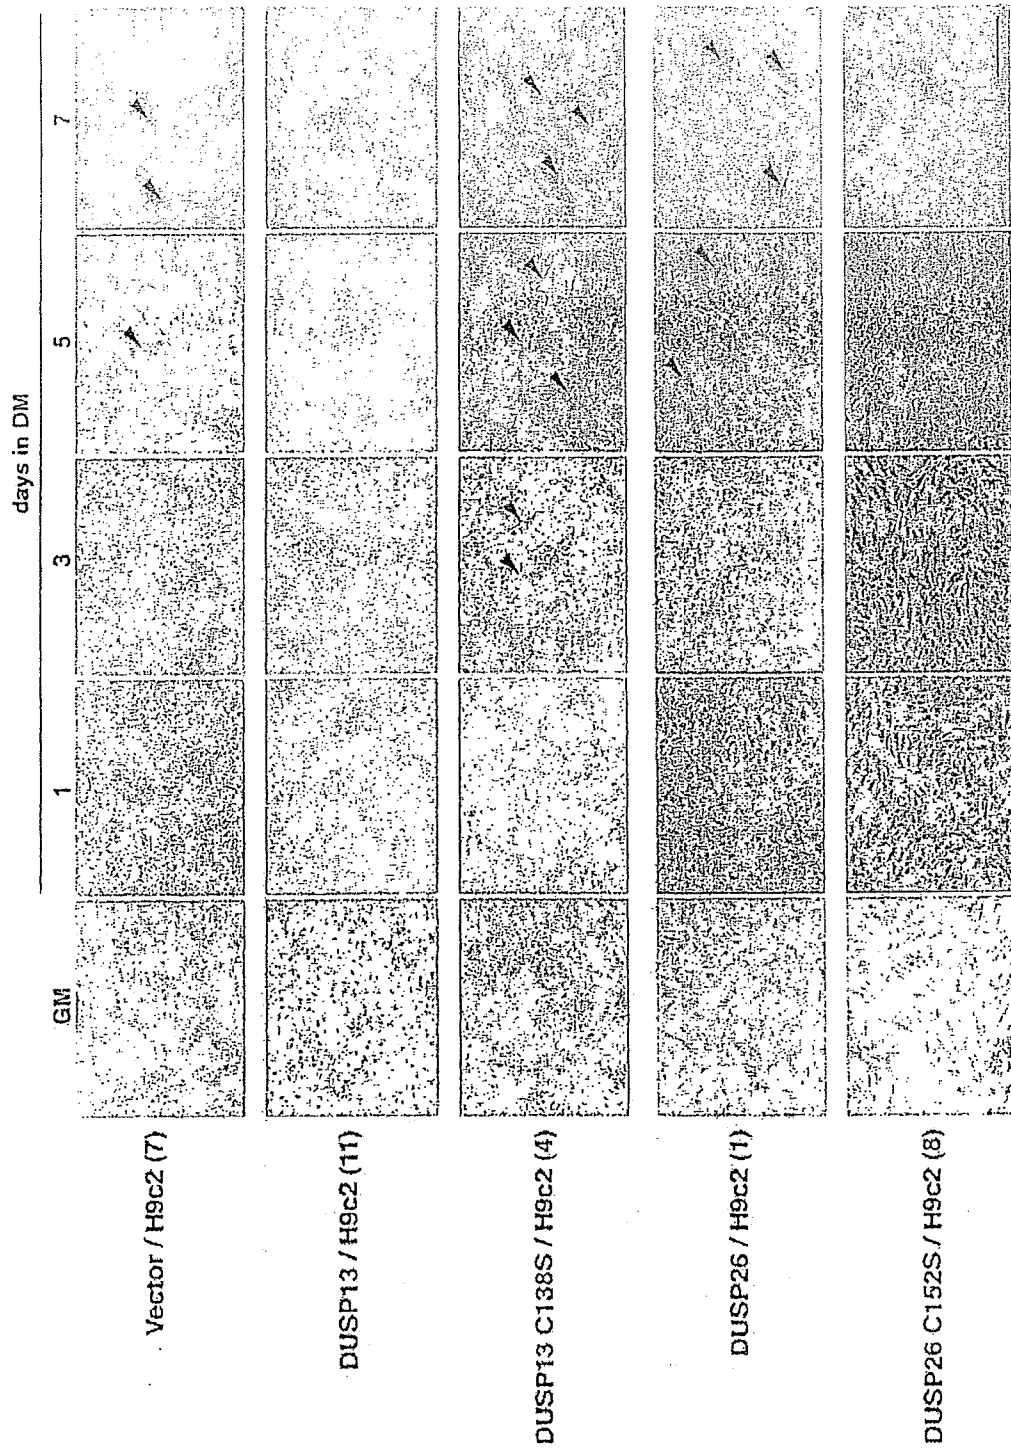 days in DM
GM
1
3
5
7
Vector / H9c2 (7)
DUSP13 / H9c2 (11)
DUSP13 C138S / H9c2 (4)
DUSP26 / H9c2 (1)
DUSP26 C152S / H9c2 (8)